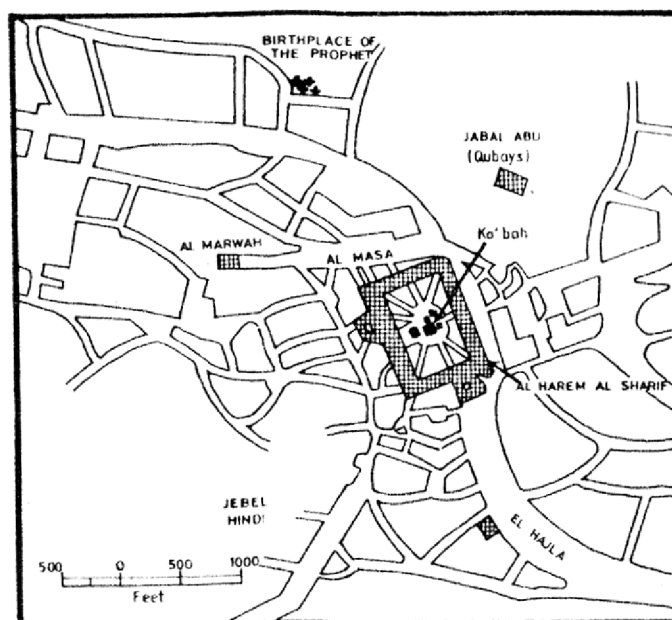 BIRTHPLACE OF
THE PROPHET
JABAL ABU
(Qubays)
Ka'bah
AL MARWAH
AL MASA
AL HAREM AL SHARIF
JEBEL
HINDI
EL HAJLA
500 0 500 1000
Feet